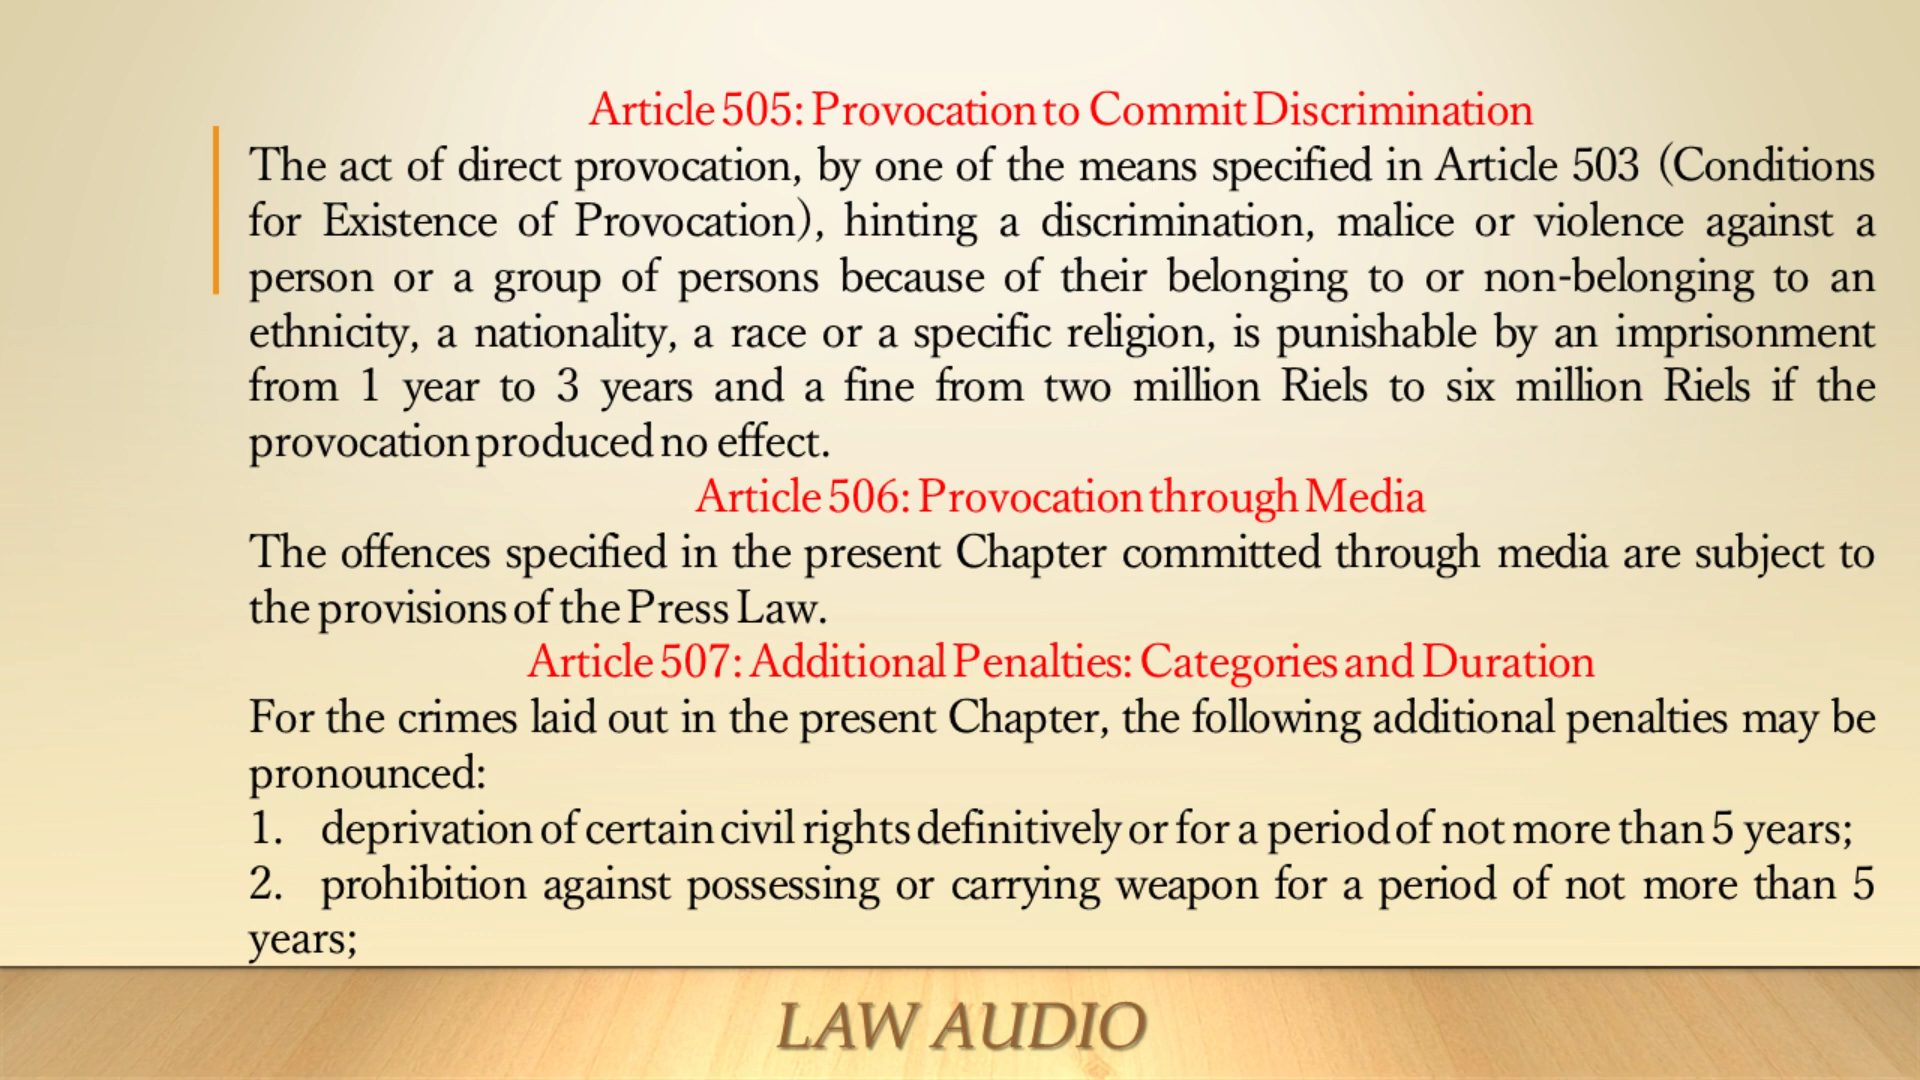 Article 505: Provocation to Commit Discrimination
The act of direct provocation, by one of the means specified in Article 503 (Conditions
for Existence of Provocation), hinting a discrimination, malice or violence against a
person or a group of persons because of their belonging to or non-belonging to an
ethnicity, a nationality, a race or a specific religion, is punishable by an imprisonment
from 1 year to 3 years and a fine from two million Riels to six million Riels if the
provocation produced no effect.
Article 506: Provocation through Media
The offences specified in the present Chapter committed through media are subject to
the provisions of the Press Law.
Article 507: Additional Penalties: Categories and Duration
For the crimes laid out in the present Chapter, the following additional penalties may be
pronounced:
1. deprivation of certain civil rights definitively or for a period of not more than 5 years;
2. prohibition against possessing or carrying weapon for a period of not more than 5
years;
LAW AUDIO